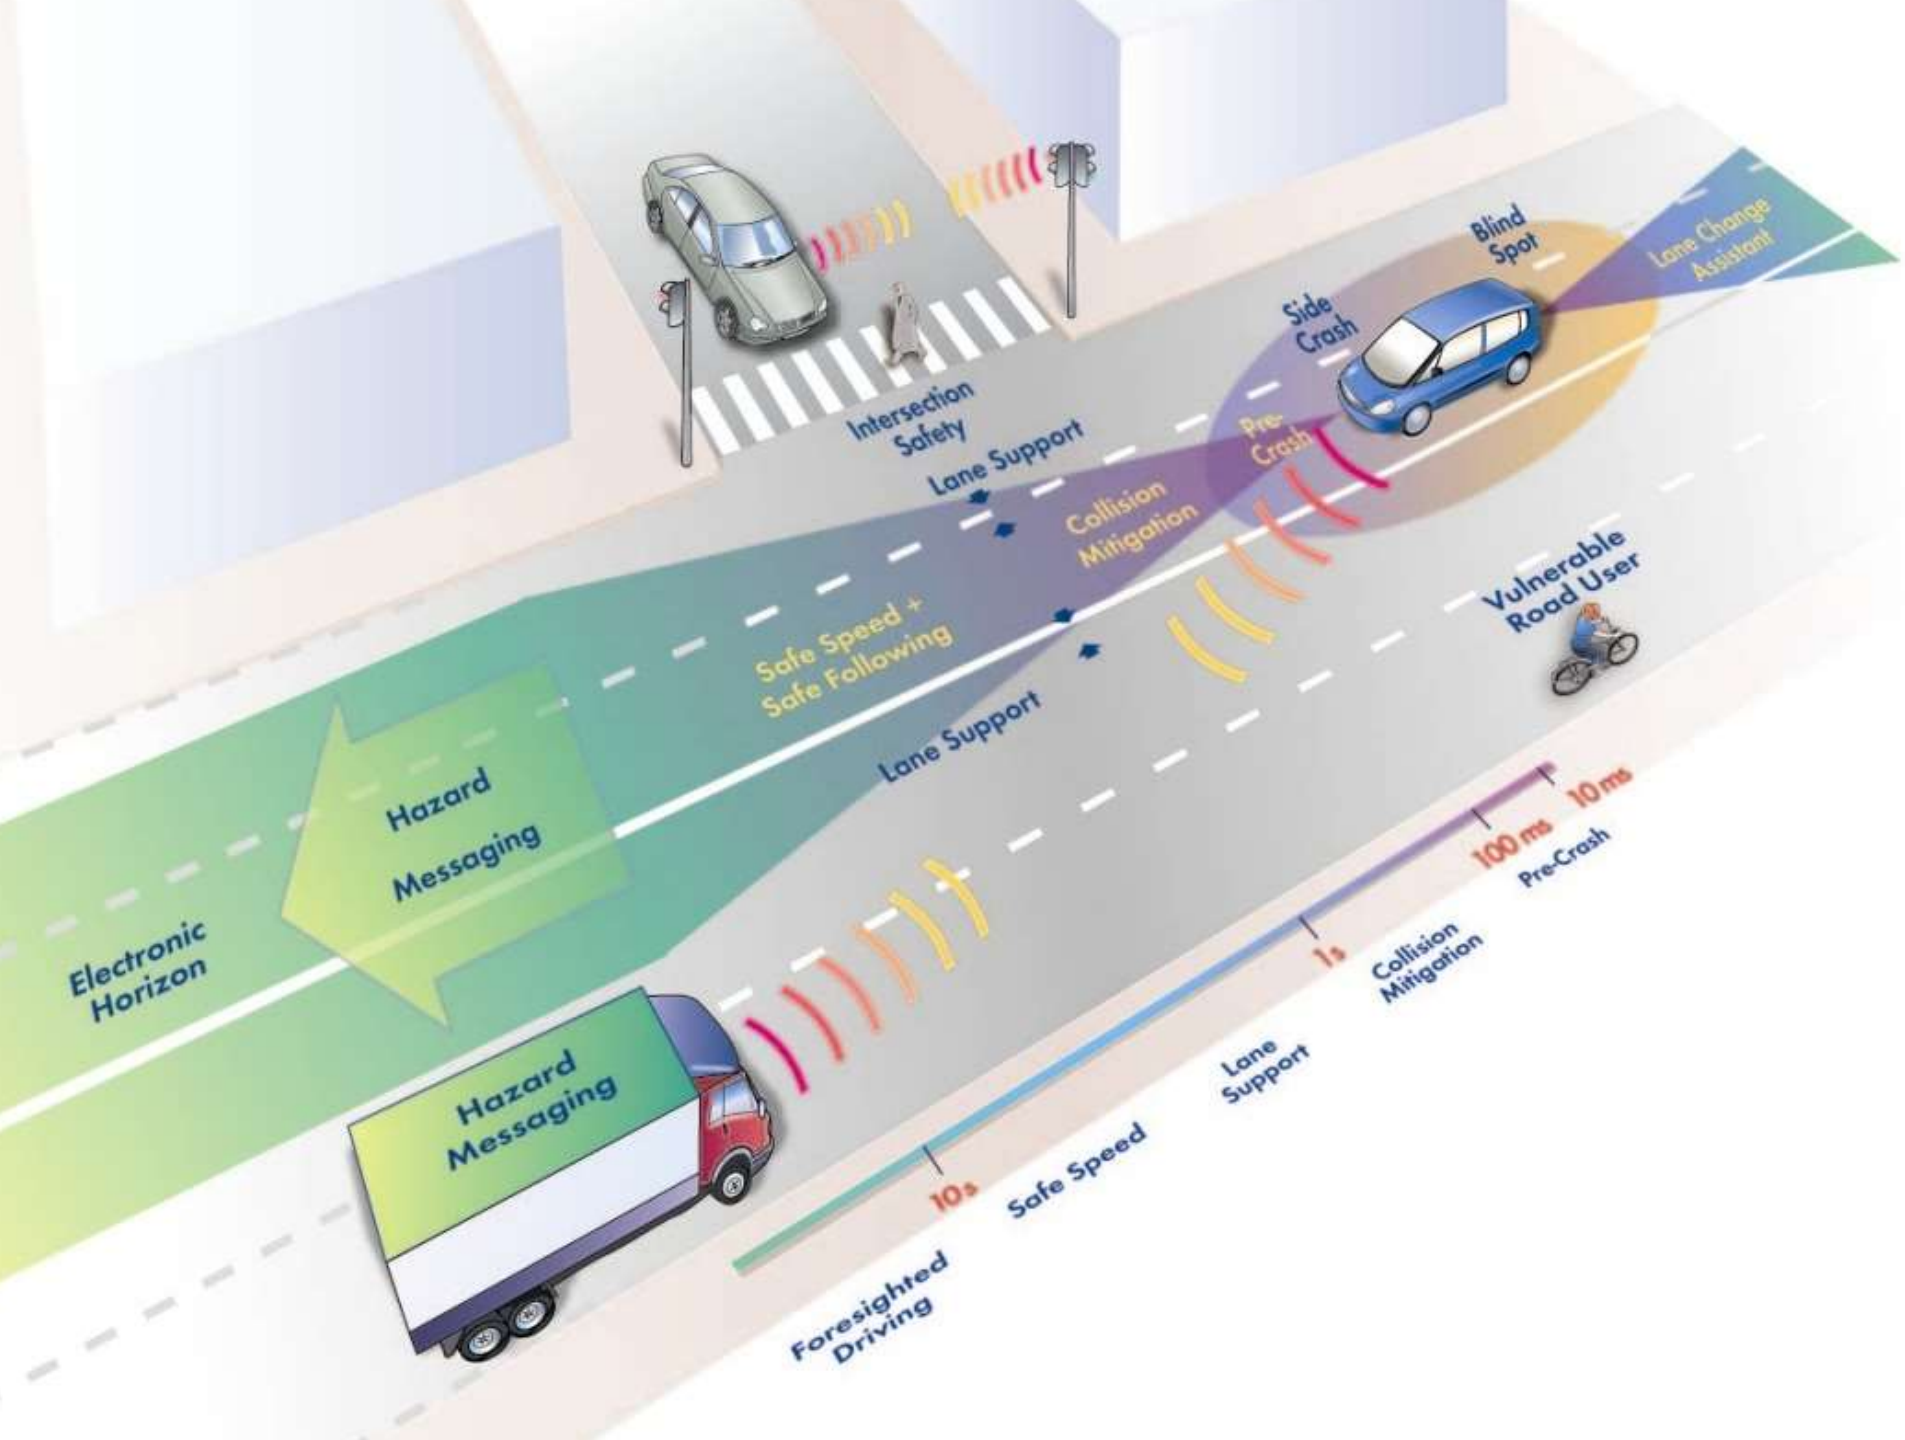 Blind
Spot
Lane Change
Assistant
Side
Crash
Pre-
Crash
Intersection
Safety
Lane Support
Collision
Mitigation
Vulnerable
Road User
Safe Speed +
Safe Following
Lane Support
Hazard
Messaging
Electronic
Horizon
Hazard
Messaging
10 ms
100 ms
Pre-Crash
1s
Collision
Mitigation
Lane
Support
10s
Safe Speed
Foresighted
Driving